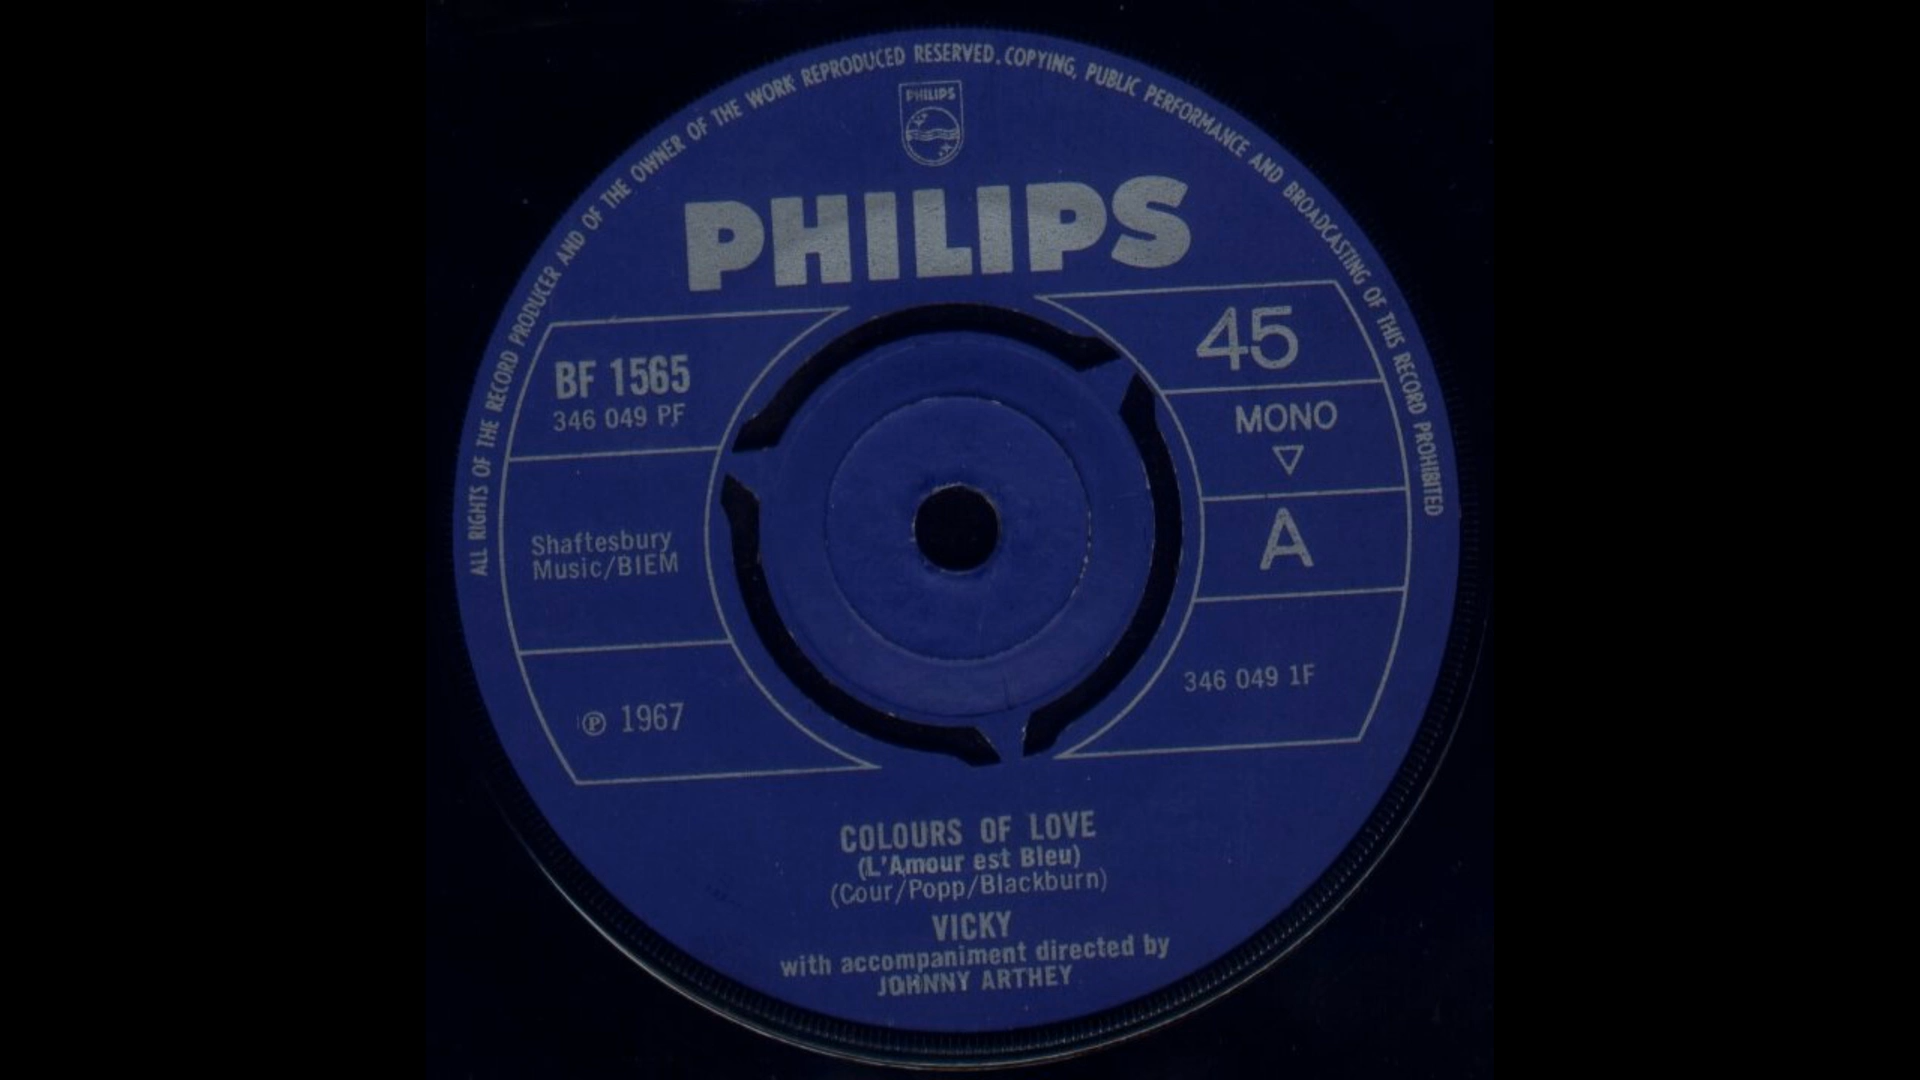 ALL RIGHTS OF THE RECORD PRODUCER AND OF THE OWNER OF THE WORK REPRODUCED RESERVED. COPYING, PUBLIC PERFORMANCE AND BROADCASTING OF THIS RECORD PROHIBITED
PHILIPS
PHILIPS
BF 1565
346 049 PF
45
MONO
A
Shaftesbury
Music/BIEM
346 049 1F
℗ 1967
COLOURS OF LOVE
(L'Amour est Bleu)
(Cour/Popp/Blackburn)
VICKY
with accompaniment directed by
JOHNNY ARTHEY